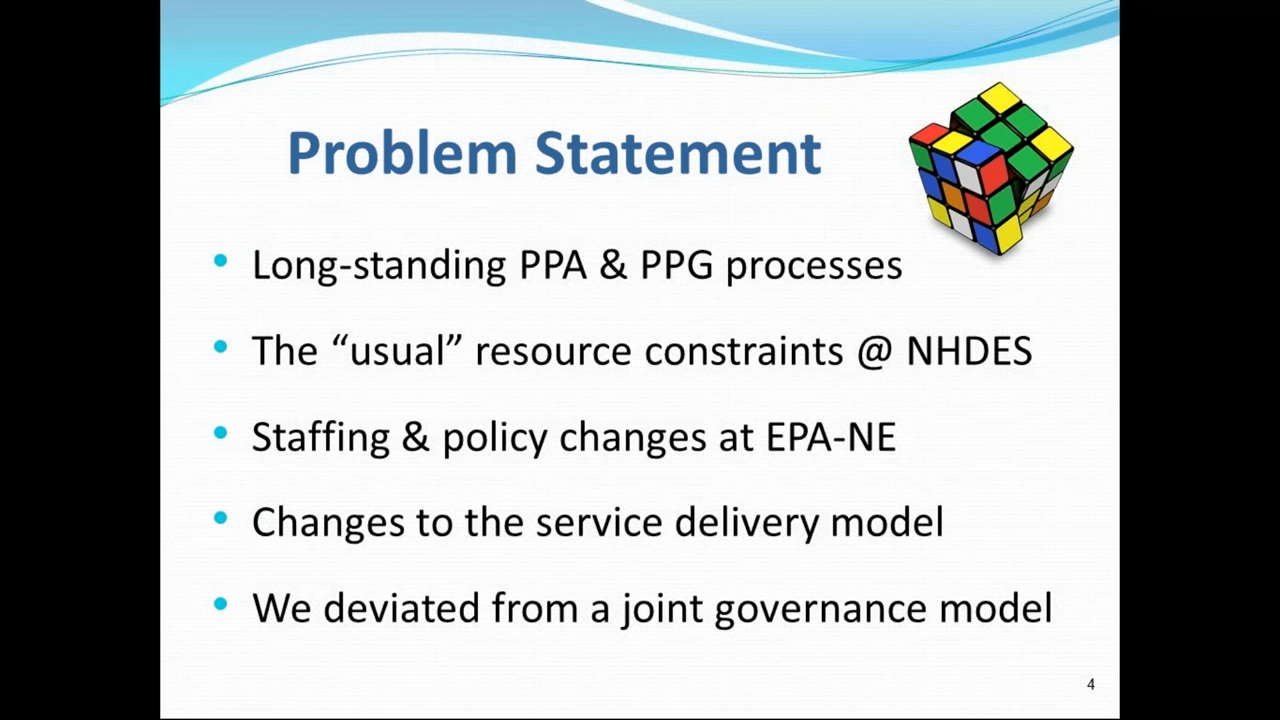 Problem Statement
• Long-standing PPA & PPG processes
• The “usual” resource constraints @ NHDES
• Staffing & policy changes at EPA-NE
• Changes to the service delivery model
• We deviated from a joint governance model
4